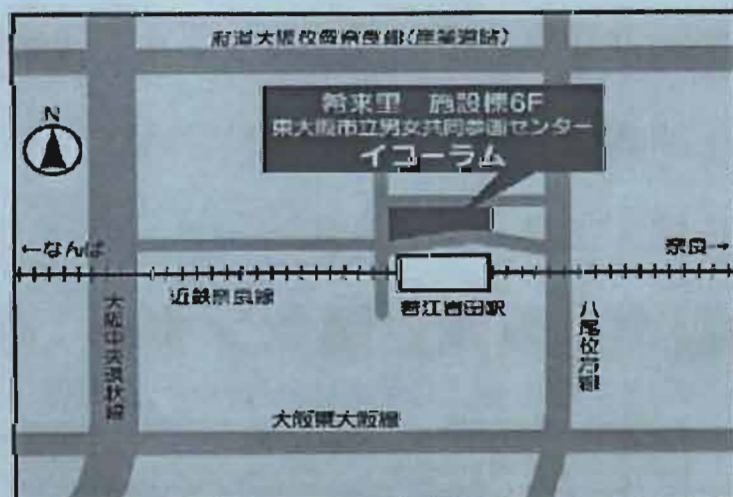 府道大阪枚岡奈良線(産業道路)
希来里 施設棟6F
東大阪市立男女共同参画センター
イコーラム
N
←なんば
奈良→
近鉄奈良線
若江岩田駅
大阪中央環状線
八尾枚方線
大阪東大阪線